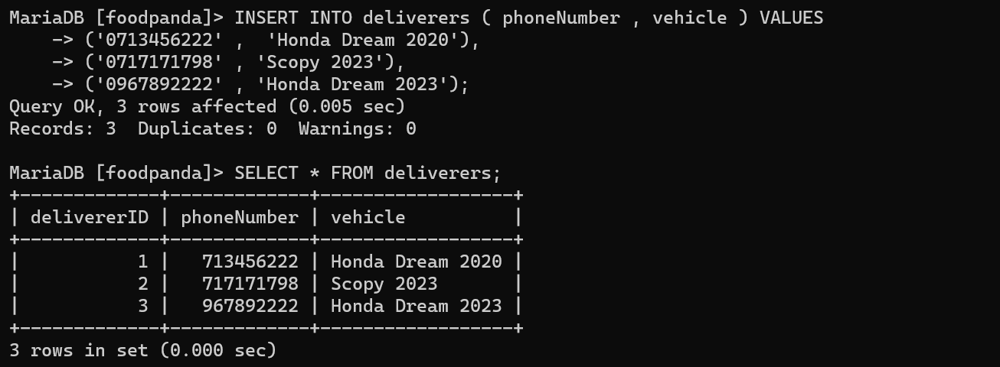 MariaDB [foodpanda]> INSERT INTO deliverers ( phoneNumber , vehicle ) VALUES
    -> ('0713456222' ,  'Honda Dream 2020'),
    -> ('0717171798' , 'Scopy 2023'),
    -> ('0967892222' , 'Honda Dream 2023');
Query OK, 3 rows affected (0.005 sec)
Records: 3  Duplicates: 0  Warnings: 0

MariaDB [foodpanda]> SELECT * FROM deliverers;
+-------------+-------------+------------------+
| delivererID | phoneNumber | vehicle          |
+-------------+-------------+------------------+
|           1 |   713456222 | Honda Dream 2020 |
|           2 |   717171798 | Scopy 2023       |
|           3 |   967892222 | Honda Dream 2023 |
+-------------+-------------+------------------+
3 rows in set (0.000 sec)